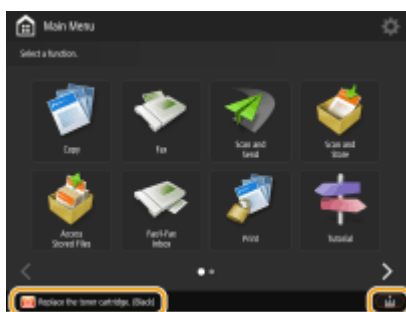 Main Menu
Select a function.
Copy
Fax
Scan and
Send
Scan and
Store
Access
Stored Files
Fax/I-Fax
Inbox
Print
Tutorial
Replace the toner cartridge. (Black)